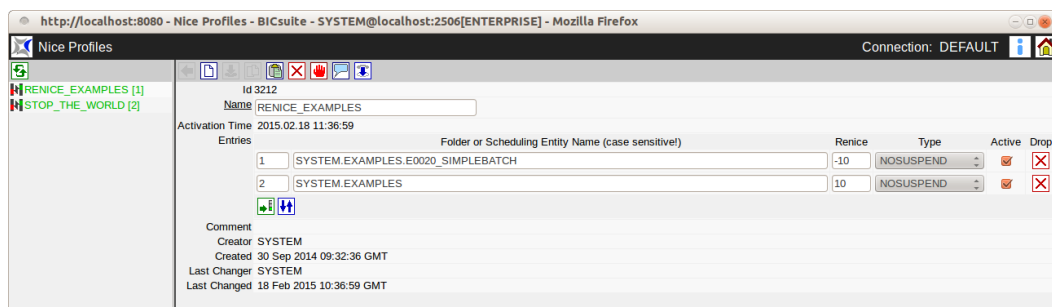 http://localhost:8080 - Nice Profiles - BICsuite - SYSTEM@localhost:2506[ENTERPRISE] - Mozilla Firefox
Nice Profiles Connection: DEFAULT
RENICE_EXAMPLES [1]
STOP_THE_WORLD [2]
Id 3212
Name RENICE_EXAMPLES
Activation Time 2015.02.18 11:36:59
Entries Folder or Scheduling Entity Name (case sensitive!) Renice Type Active Drop
1 SYSTEM.EXAMPLES.E0020_SIMPLEBATCH -10 NOSUSPEND
2 SYSTEM.EXAMPLES 10 NOSUSPEND
Comment
Creator SYSTEM
Created 30 Sep 2014 09:32:36 GMT
Last Changer SYSTEM
Last Changed 18 Feb 2015 10:36:59 GMT